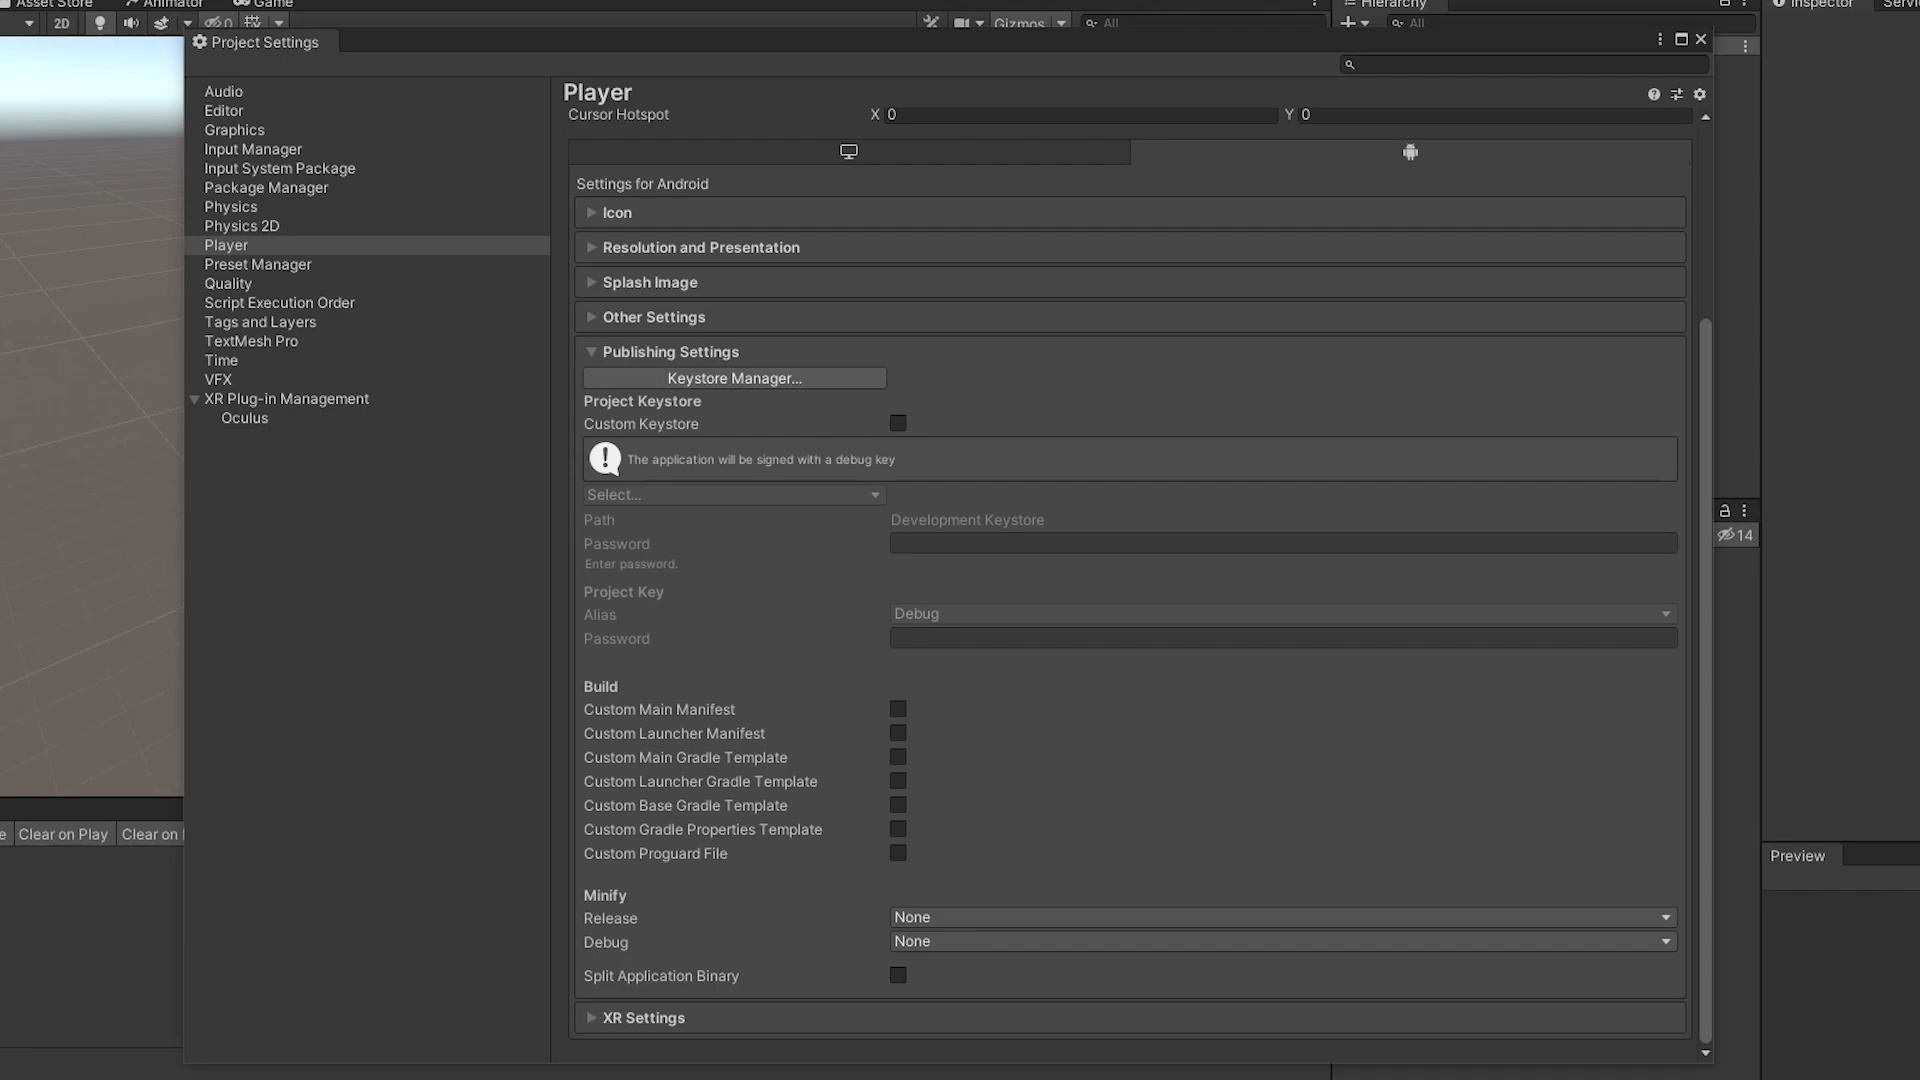 Asset Store
Animator
Game
Hierarchy
Inspector
2D
0
Gizmos
All
All
Project Settings
Audio
Editor
Graphics
Input Manager
Input System Package
Package Manager
Physics
Physics 2D
Player
Preset Manager
Quality
Script Execution Order
Tags and Layers
TextMesh Pro
Time
VFX
XR Plug-in Management
Oculus
Player
Cursor Hotspot X 0 Y 0
Settings for Android
Icon
Resolution and Presentation
Splash Image
Other Settings
Publishing Settings
Keystore Manager...
Project Keystore
Custom Keystore
The application will be signed with a debug key
Select...
Path Development Keystore
Password
Enter password.
Project Key
Alias Debug
Password
Build
Custom Main Manifest
Custom Launcher Manifest
Custom Main Gradle Template
Custom Launcher Gradle Template
Custom Base Gradle Template
Custom Gradle Properties Template
Custom Proguard File
Minify
Release None
Debug None
Split Application Binary
XR Settings
14
e Clear on Play Clear on
Preview